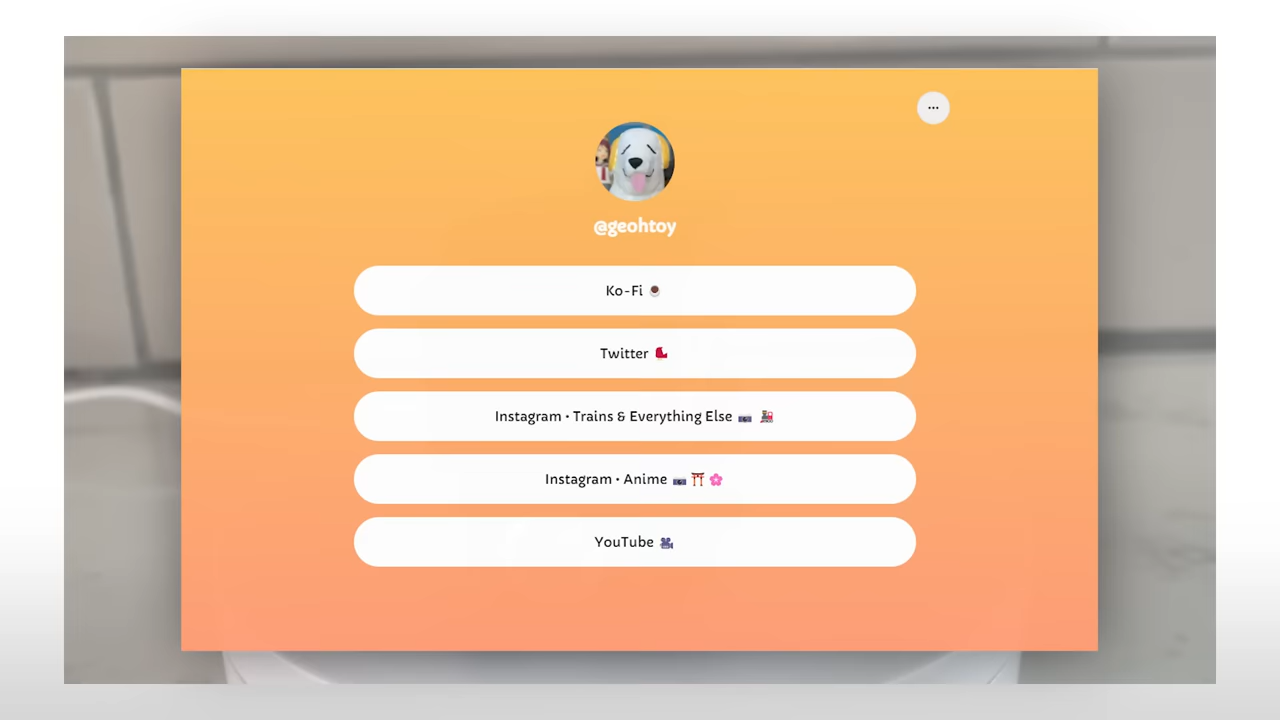 @geohtoy
Ko-Fi ☕
Twitter
Instagram • Trains & Everything Else 📷 🚂
Instagram • Anime 📷 ⛩️ 🌸
YouTube 🎥